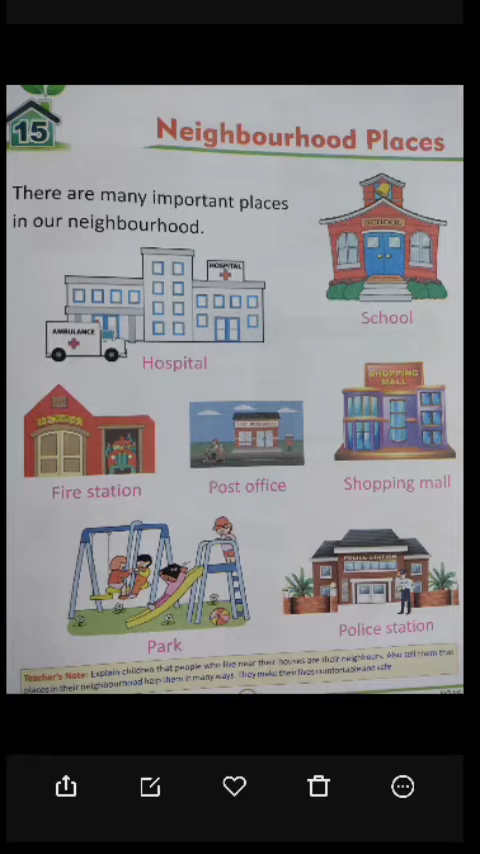 15
Neighbourhood Places
There are many important places
in our neighbourhood.
SCHOOL
HOSPITAL
AMBULANCE
School
Hospital
SHOPPING
MALL
Fire station
Post office
Shopping mall
POLICE STATION
Park
Police station
Teacher's Note: Explain children that people who live near their houses are their neighbours. Also tell them that
places in their neighbourhood help them in many ways. They make their lives comfortable and safe.